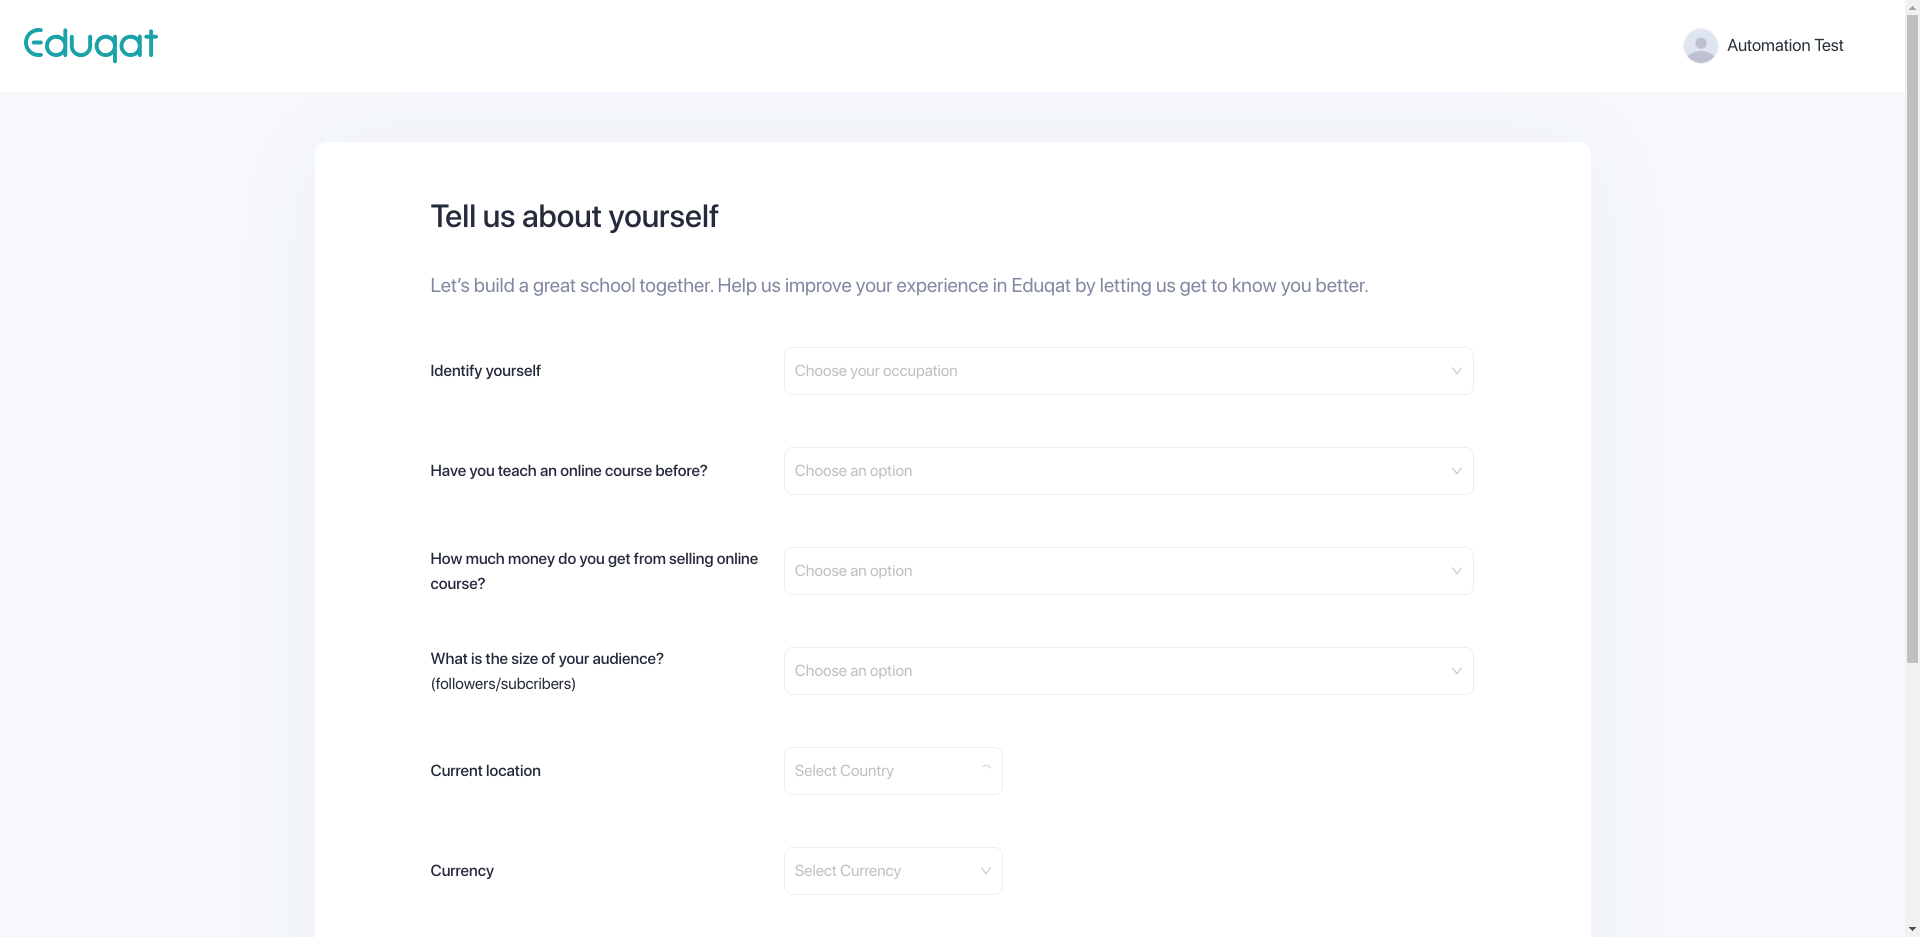 Eduqat
Automation Test
Tell us about yourself
Let's build a great school together. Help us improve your experience in Eduqat by letting us get to know you better.
Identify yourself
Choose your occupation
Have you teach an online course before?
Choose an option
How much money do you get from selling online
course?
Choose an option
What is the size of your audience?
(followers/subcribers)
Choose an option
Current location
Select Country
Currency
Select Currency